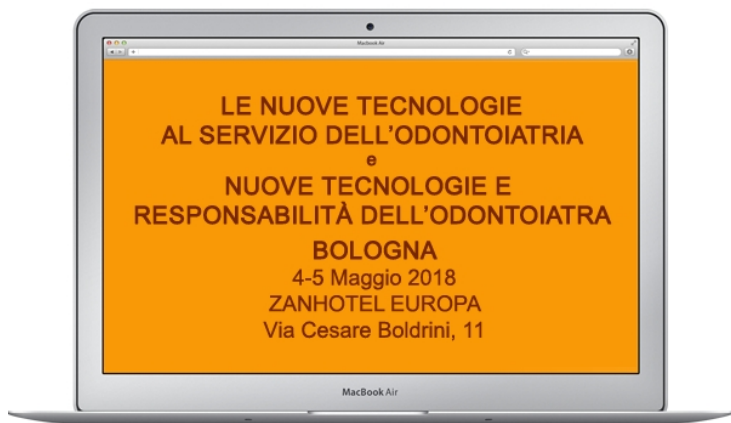 Macbook Air
LE NUOVE TECNOLOGIE
AL SERVIZIO DELL'ODONTOIATRIA
e
NUOVE TECNOLOGIE E
RESPONSABILITÀ DELL'ODONTOIATRA
BOLOGNA
4-5 Maggio 2018
ZANHOTEL EUROPA
Via Cesare Boldrini, 11
MacBook Air